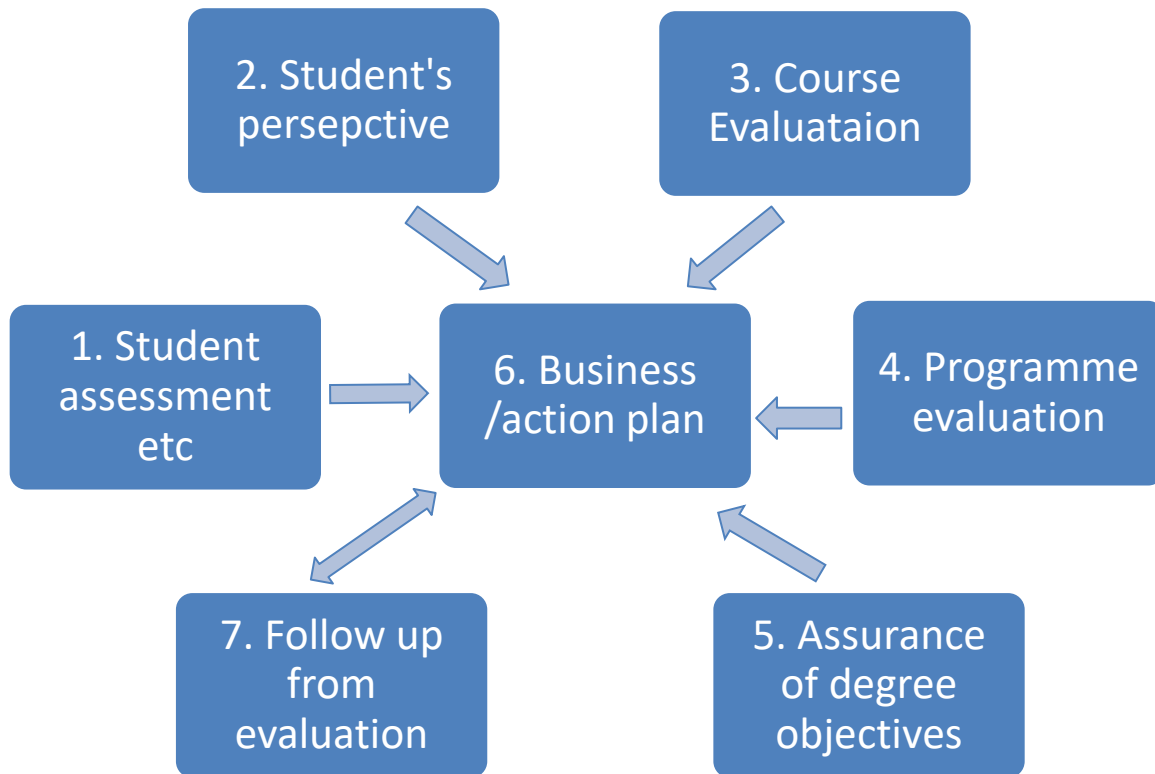 2. Student's
persepctive
3. Course
Evaluataion
1. Student
assessment
etc
6. Business
/action plan
4. Programme
evaluation
7. Follow up
from
evaluation
5. Assurance
of degree
objectives